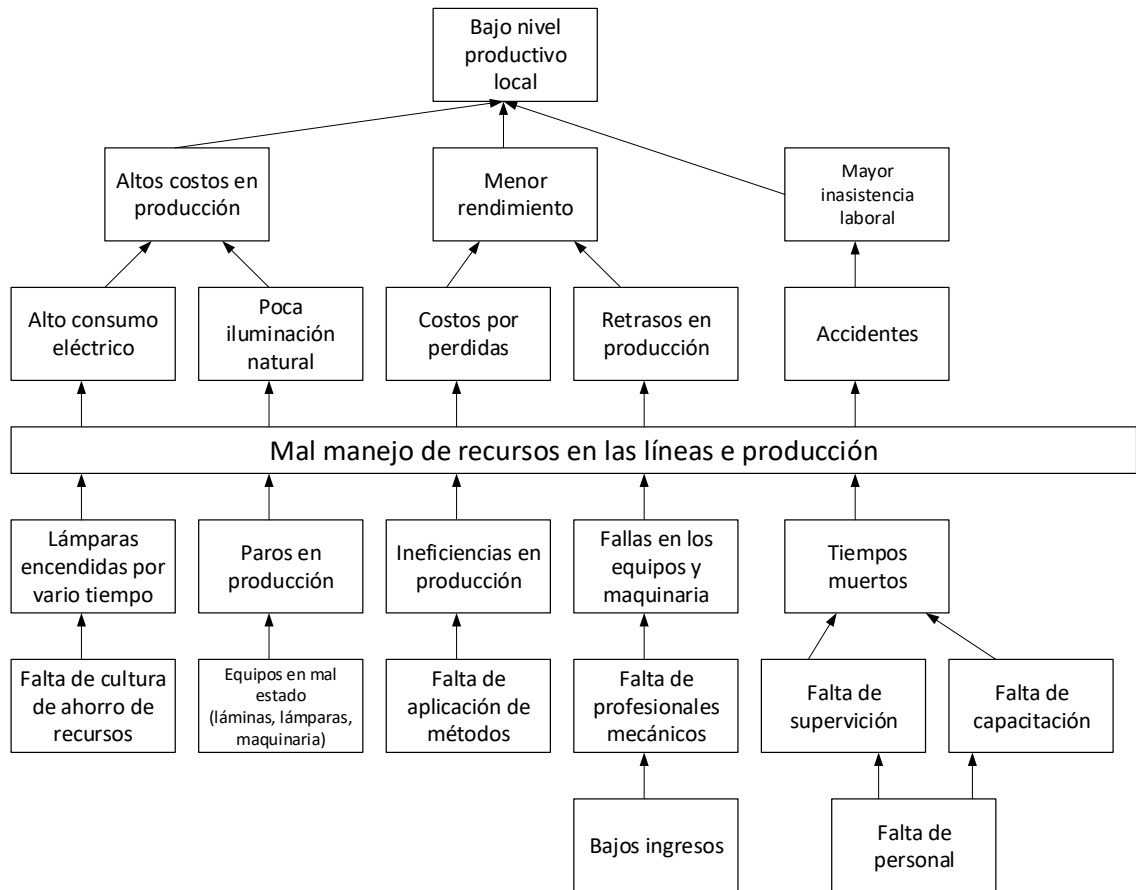 Bajo nivel
productivo
local
Altos costos en
producción
Menor
rendimiento
Mayor
inasistencia
laboral
Alto consumo
eléctrico
Poca
iluminación
natural
Costos por
perdidas
Retrasos en
producción
Accidentes
Mal manejo de recursos en las líneas e producción
Lámparas
encendidas por
vario tiempo
Paros en
producción
Ineficiencias en
producción
Fallas en los
equipos y
maquinaria
Tiempos
muertos
Falta de cultura
de ahorro de
recursos
Equipos en mal
estado
(láminas, lámparas,
maquinaria)
Falta de
aplicación de
métodos
Falta de
profesionales
mecánicos
Falta de
supervición
Falta de
capacitación
Bajos ingresos
Falta de
personal